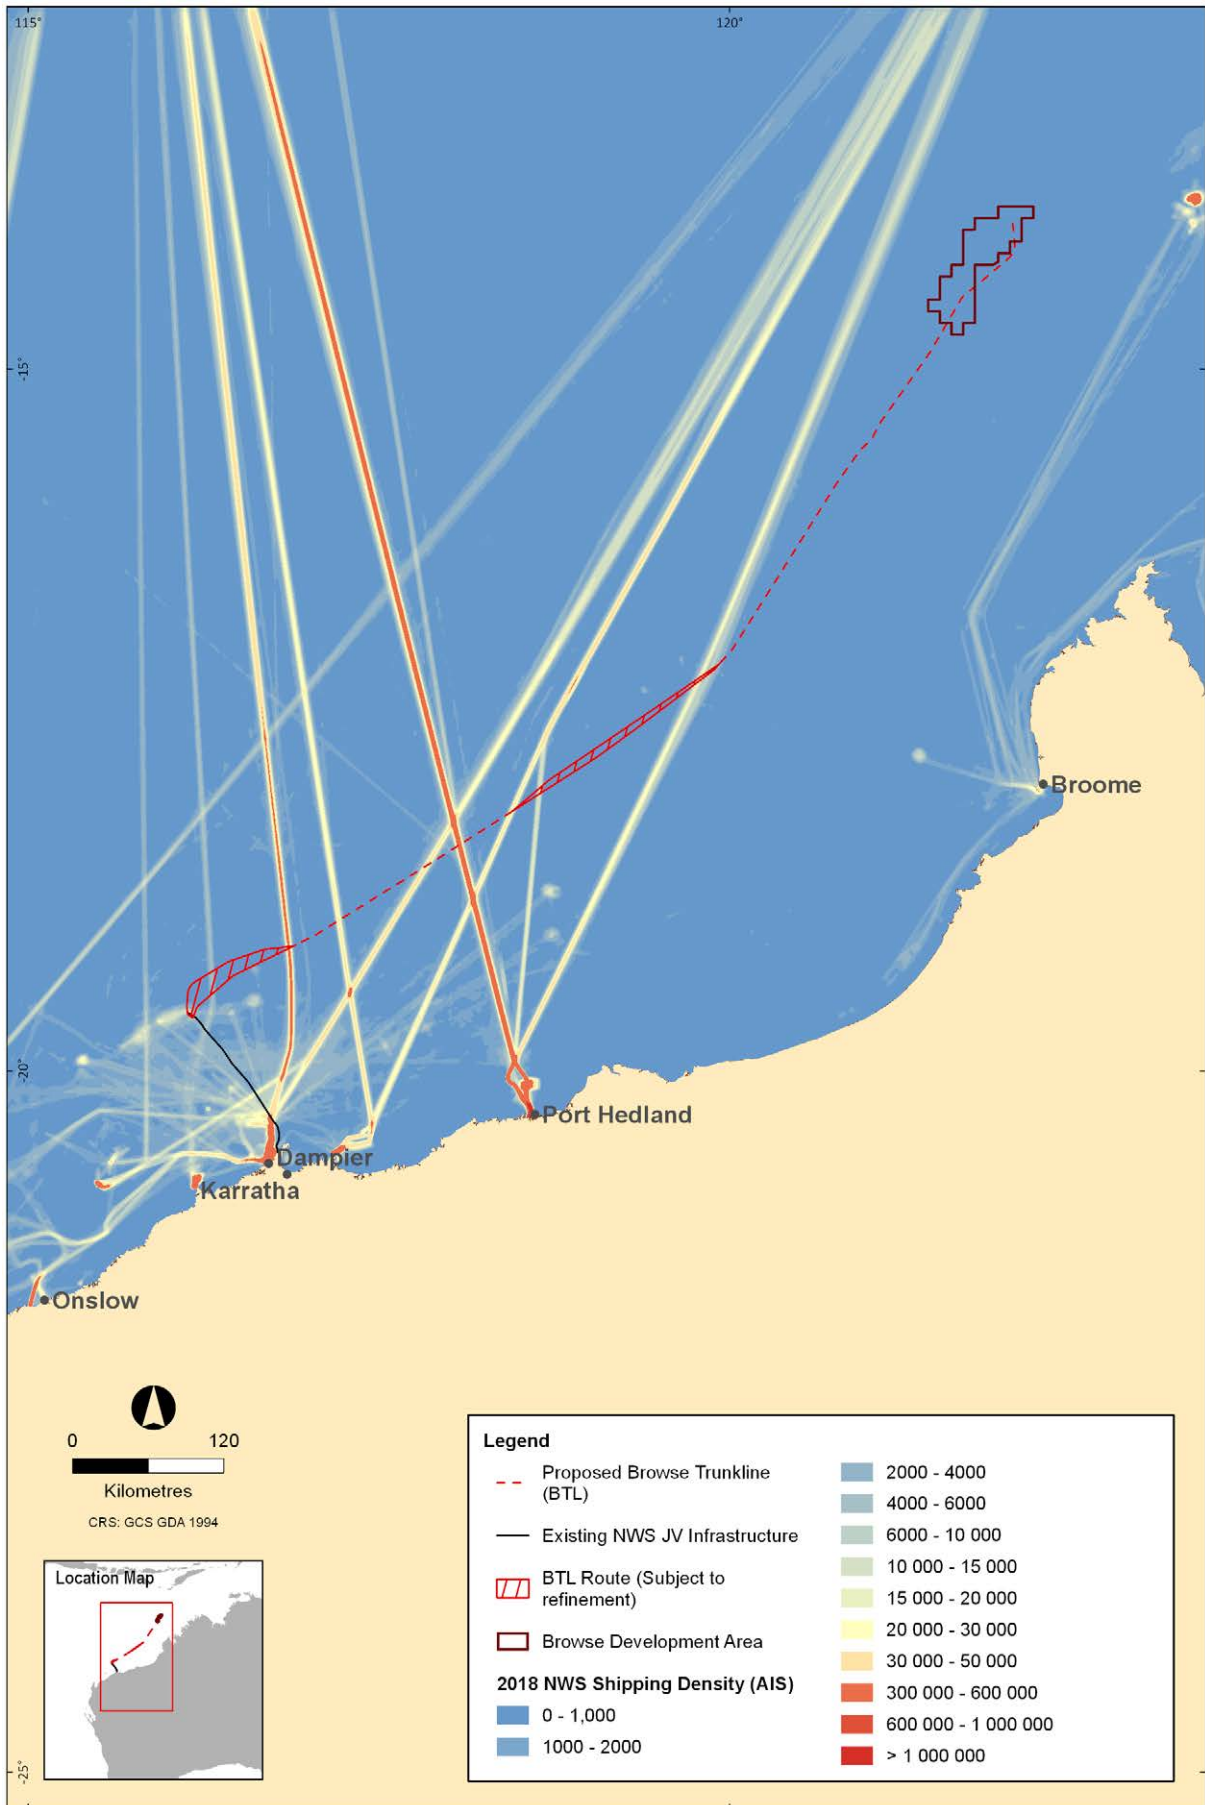 115°
120°
-15°
Broome
-20°
Port Hedland
Dampier
Karratha
Onslow
0 120
Kilometres
CRS: GCS GDA 1994
Location Map
-25°
Legend
Proposed Browse Trunkline
(BTL)
Existing NWS JV Infrastructure
BTL Route (Subject to
refinement)
Browse Development Area
2018 NWS Shipping Density (AIS)
0 - 1,000
1000 - 2000
2000 - 4000
4000 - 6000
6000 - 10 000
10 000 - 15 000
15 000 - 20 000
20 000 - 30 000
30 000 - 50 000
300 000 - 600 000
600 000 - 1 000 000
> 1 000 000